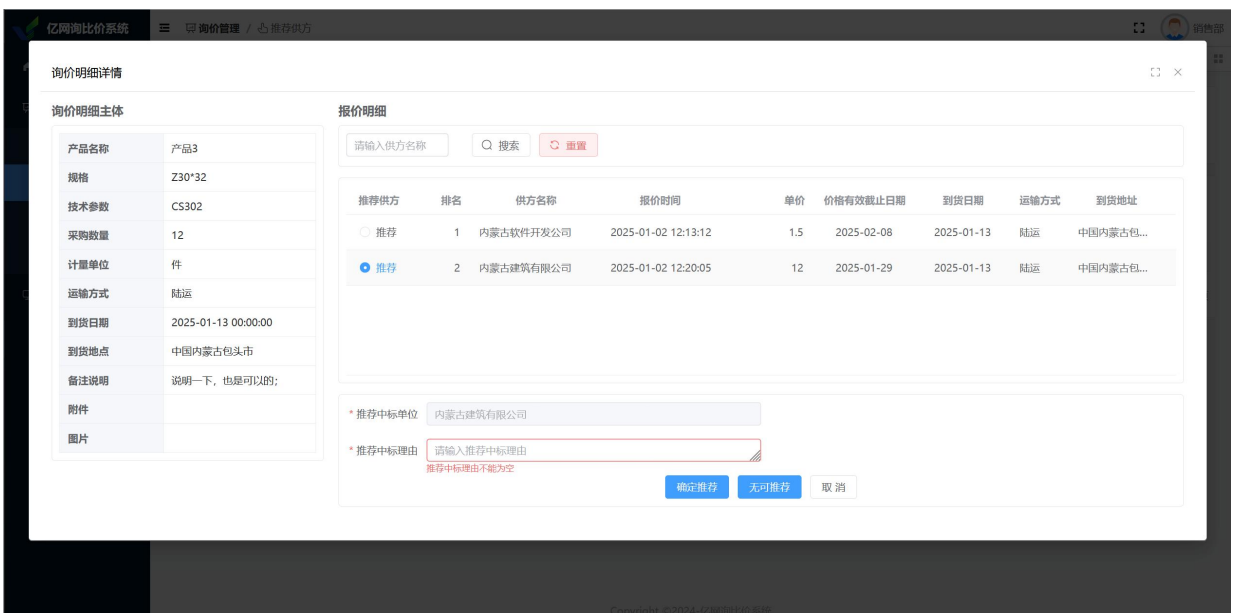 亿网询比价系统
询价管理 / 推荐供方
销售部
询价明细详情
询价明细主体
产品名称 产品3
规格 Z30*32
技术参数 CS302
采购数量 12
计量单位 件
运输方式 陆运
到货日期 2025-01-13 00:00:00
到货地点 中国内蒙古包头市
备注说明 说明一下，也是可以的;
附件
图片
报价明细
请输入供方名称 搜索 重置
推荐供方 排名 供方名称 报价时间 单价 价格有效截止日期 到货日期 运输方式 到货地址
推荐 1 内蒙古软件开发公司 2025-01-02 12:13:12 1.5 2025-02-08 2025-01-13 陆运 中国内蒙古包...
推荐 2 内蒙古建筑有限公司 2025-01-02 12:20:05 12 2025-01-29 2025-01-13 陆运 中国内蒙古包...
* 推荐中标单位 内蒙古建筑有限公司
* 推荐中标理由 请输入推荐中标理由
推荐中标理由不能为空
确定推荐 无可推荐 取 消
Copyright ©2024-亿网询比价系统